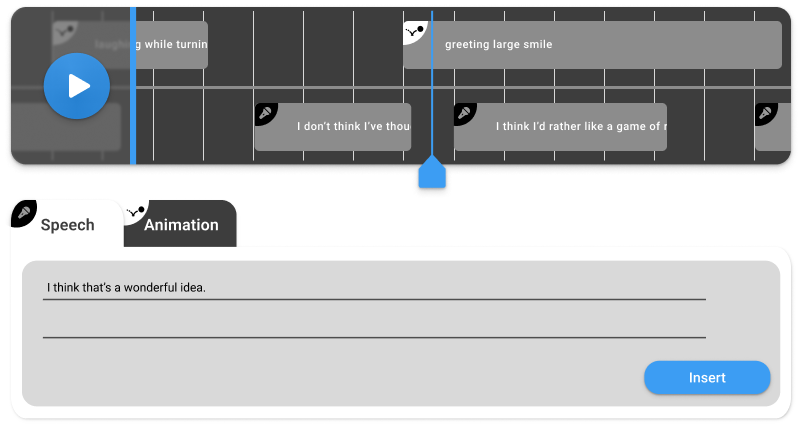 laughing while turnin
greeting large smile
I don't think I've thou
I think I'd rather like a game of
Speech
Animation
I think that's a wonderful idea.
Insert